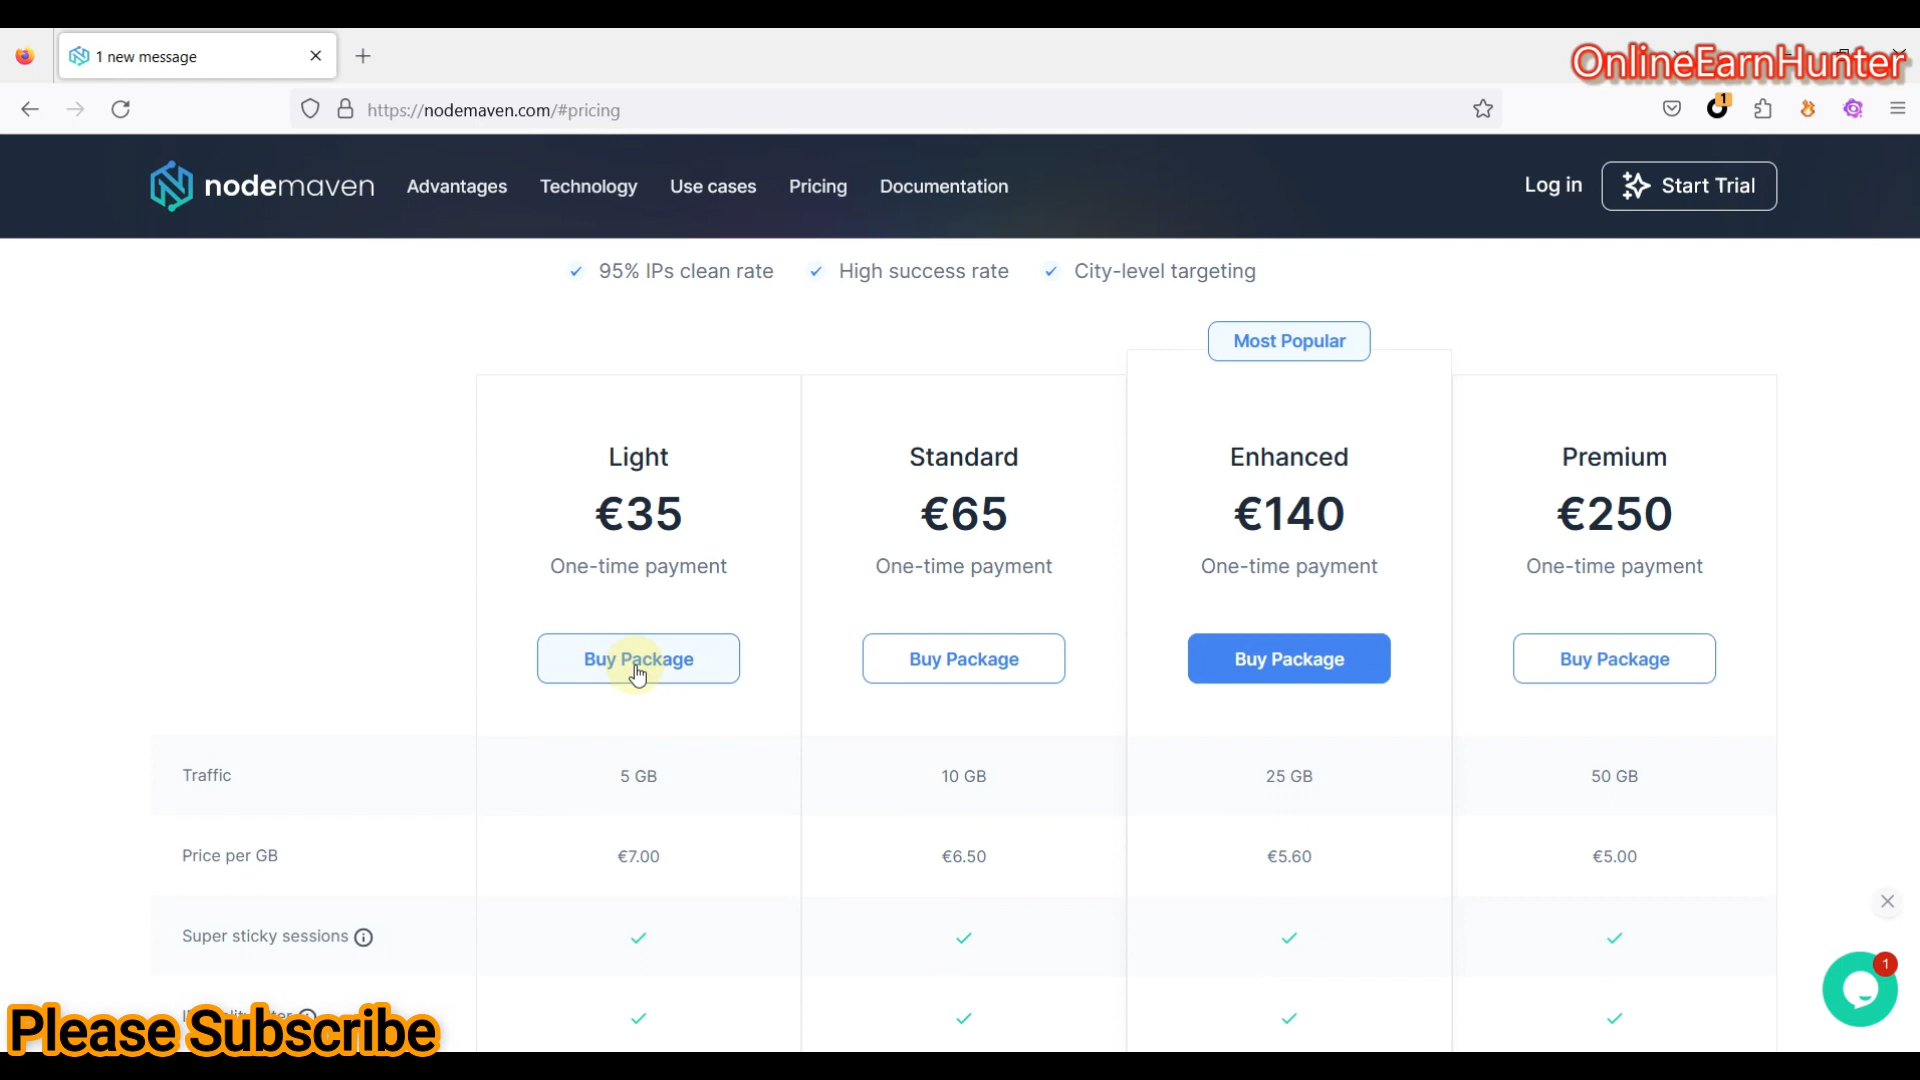 1 new message
OnlineEarnHunter
https://nodemaven.com/#pricing
1
nodemaven
Advantages
Technology
Use cases
Pricing
Documentation
Log in
Start Trial
95% IPs clean rate
High success rate
City-level targeting
Most Popular
Light
Standard
Enhanced
Premium
€35
€65
€140
€250
One-time payment
One-time payment
One-time payment
One-time payment
Buy Package
Buy Package
Buy Package
Buy Package
Traffic
5 GB
10 GB
25 GB
50 GB
Price per GB
€7.00
€6.50
€5.60
€5.00
Super sticky sessions
1
Please Subscribe